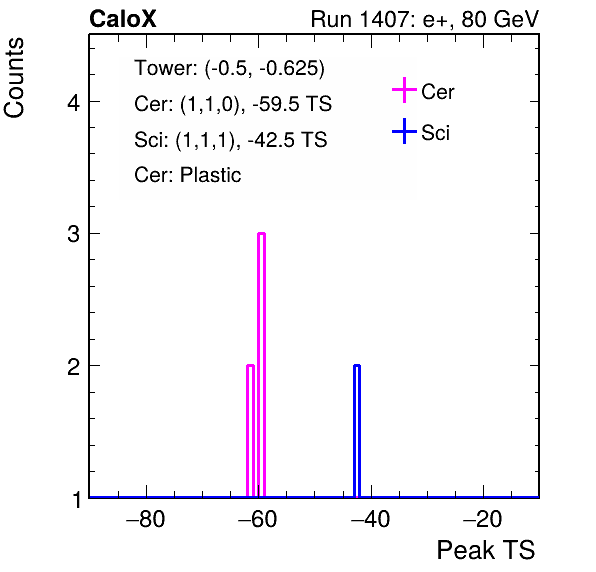 CaloX
Run 1407: e+, 80 GeV
Counts
Tower: (-0.5, -0.625)
Cer: (1,1,0), -59.5 TS
Sci: (1,1,1), -42.5 TS
Cer: Plastic
Cer
Sci
4
3
2
1
−80
−60
−40
−20
Peak TS